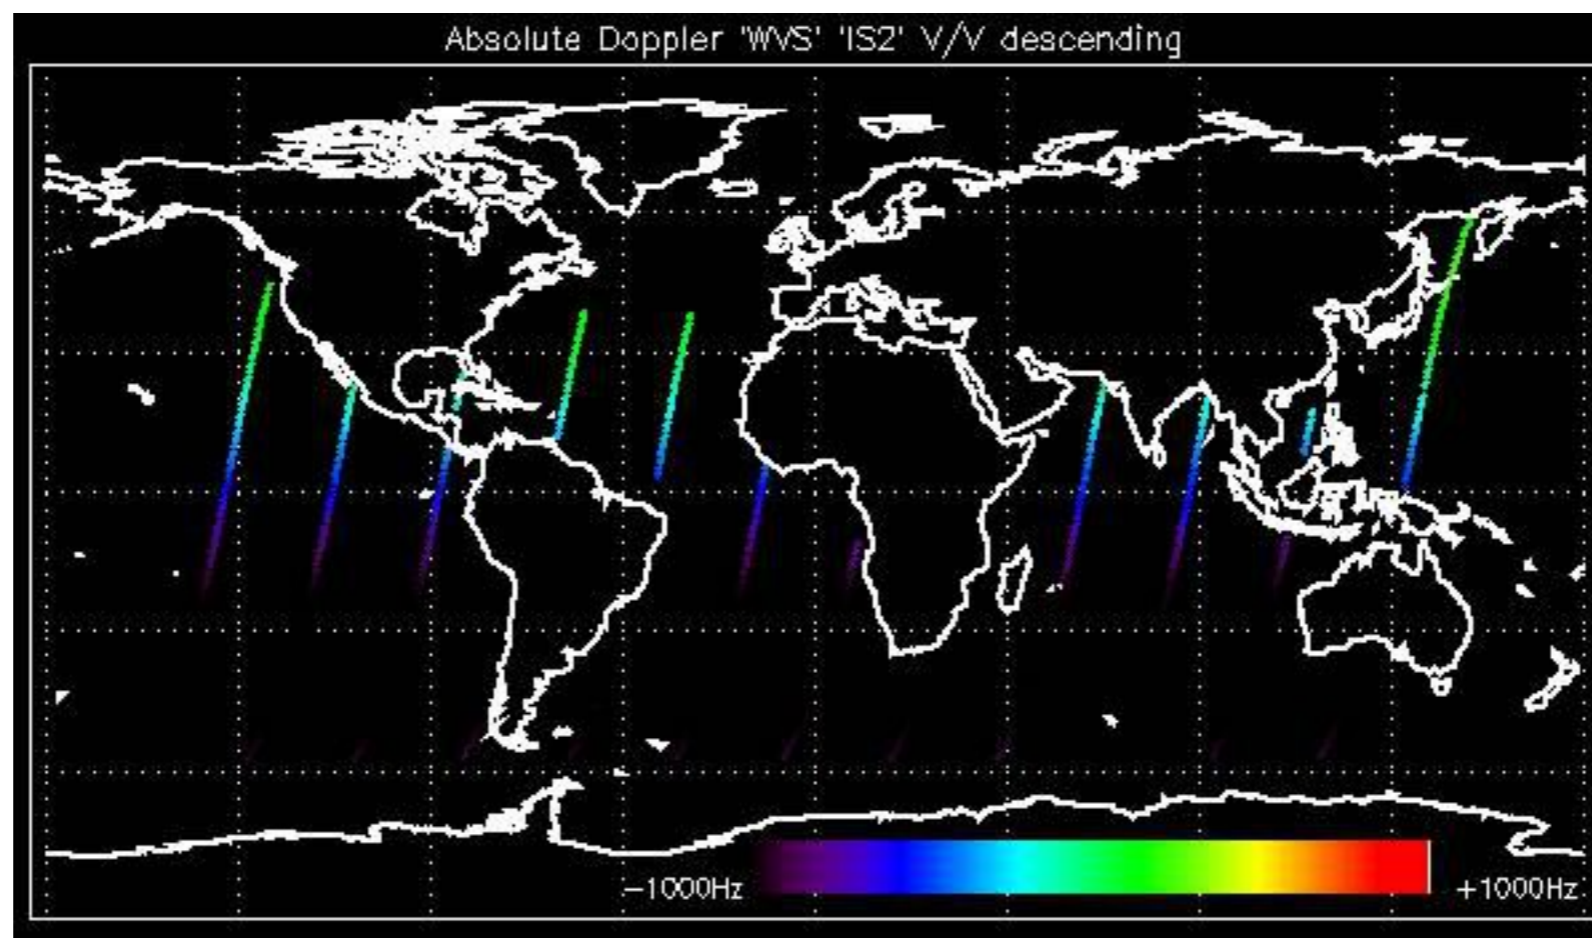 Absolute Doppler 'WVS' 'IS2' V/V descending
-1000Hz +1000Hz